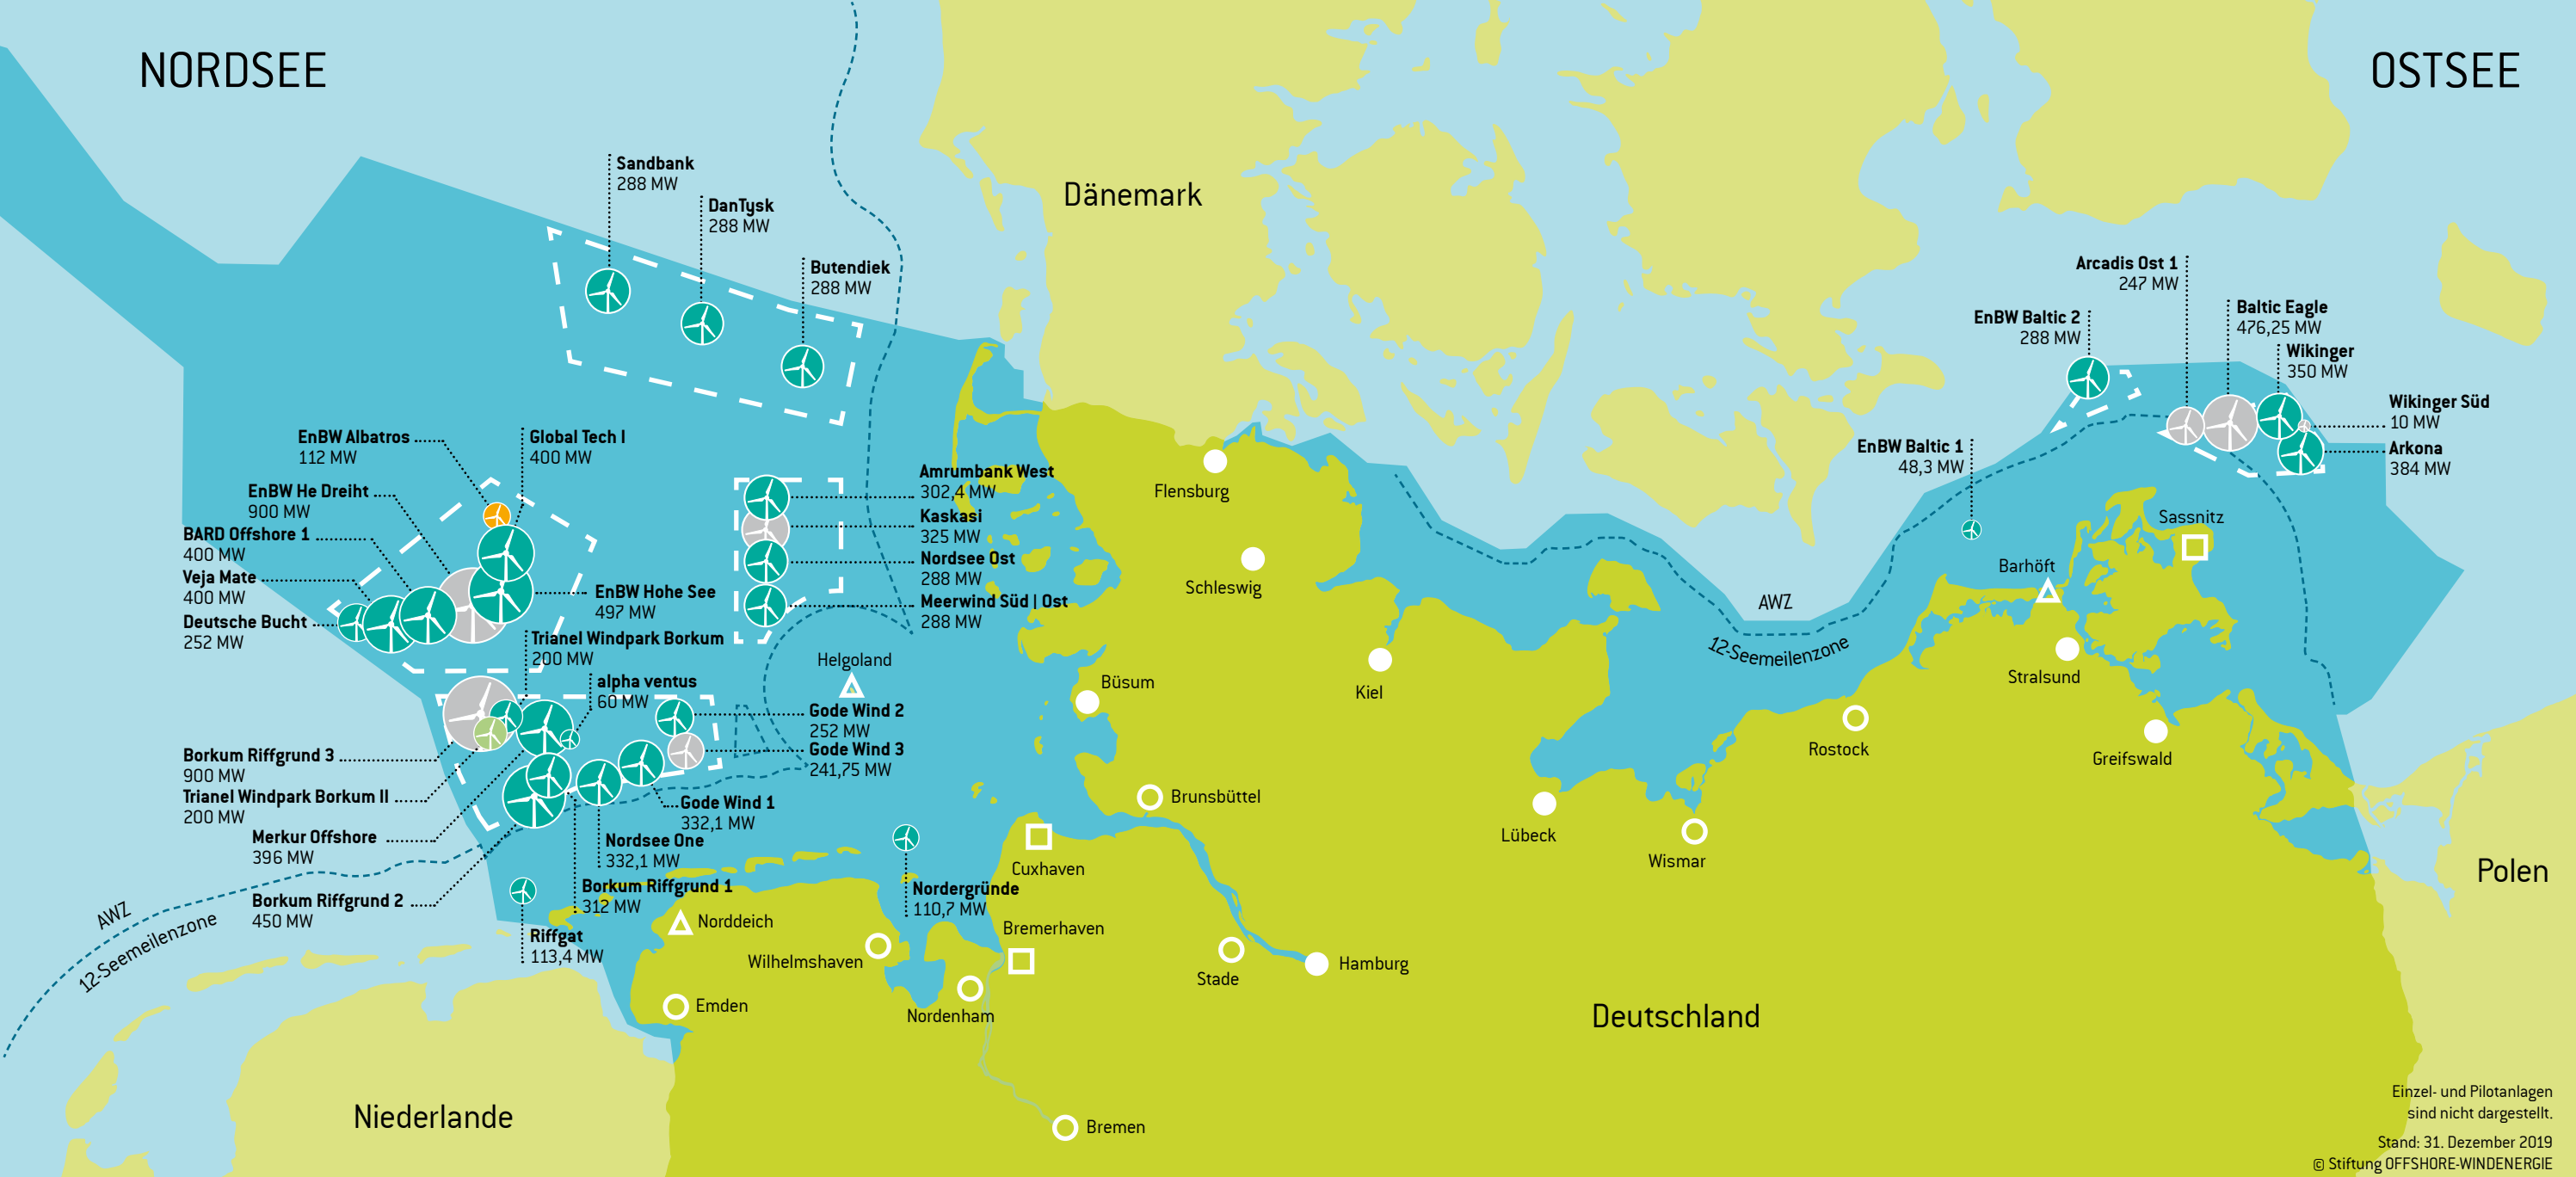 NORDSEE
OSTSEE
Dänemark
Sandbank
288 MW
DanTysk
288 MW
Butendiek
288 MW
EnBW Albatros
112 MW
Global Tech I
400 MW
EnBW He Dreiht
900 MW
BARD Offshore 1
400 MW
Veja Mate
400 MW
Deutsche Bucht
252 MW
EnBW Hohe See
497 MW
Amrumbank West
302,4 MW
Kaskasi
325 MW
Nordsee Ost
288 MW
Meerwind Süd | Ost
288 MW
Trianel Windpark Borkum
200 MW
alpha ventus
60 MW
Helgoland
Gode Wind 2
252 MW
Gode Wind 3
241,75 MW
Borkum Riffgrund 3
900 MW
Trianel Windpark Borkum II
200 MW
Merkur Offshore
396 MW
Borkum Riffgrund 2
450 MW
Gode Wind 1
332,1 MW
Nordsee One
332,1 MW
Borkum Riffgrund 1
312 MW
Riffgat
113,4 MW
Nordergründe
110,7 MW
AWZ
12-Seemeilenzone
Arcadis Ost 1
247 MW
EnBW Baltic 2
288 MW
Baltic Eagle
476,25 MW
Wikinger
350 MW
Wikinger Süd
10 MW
Arkona
384 MW
EnBW Baltic 1
48,3 MW
AWZ
12-Seemeilenzone
Flensburg
Schleswig
Kiel
Büsum
Brunsbüttel
Cuxhaven
Norddeich
Bremerhaven
Wilhelmshaven
Nordenham
Emden
Stade
Hamburg
Bremen
Lübeck
Wismar
Rostock
Sassnitz
Barhöft
Stralsund
Greifswald
Polen
Deutschland
Niederlande
Einzel- und Pilotanlagen
sind nicht dargestellt.
Stand: 31. Dezember 2019
© Stiftung OFFSHORE-WINDENERGIE